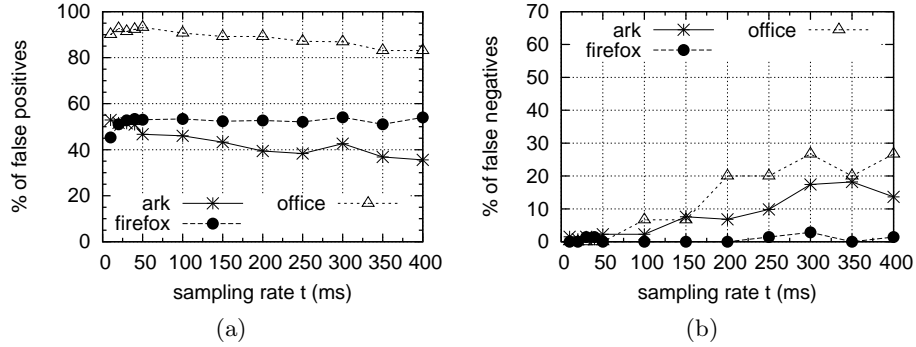 100
80
60
40
20
0
% of false positives
ark
firefox
office
0 50 100 150 200 250 300 350 400
sampling rate t (ms)
(a)
70
60
50
40
30
20
10
0
% of false negatives
ark
firefox
office
0 50 100 150 200 250 300 350 400
sampling rate t (ms)
(b)